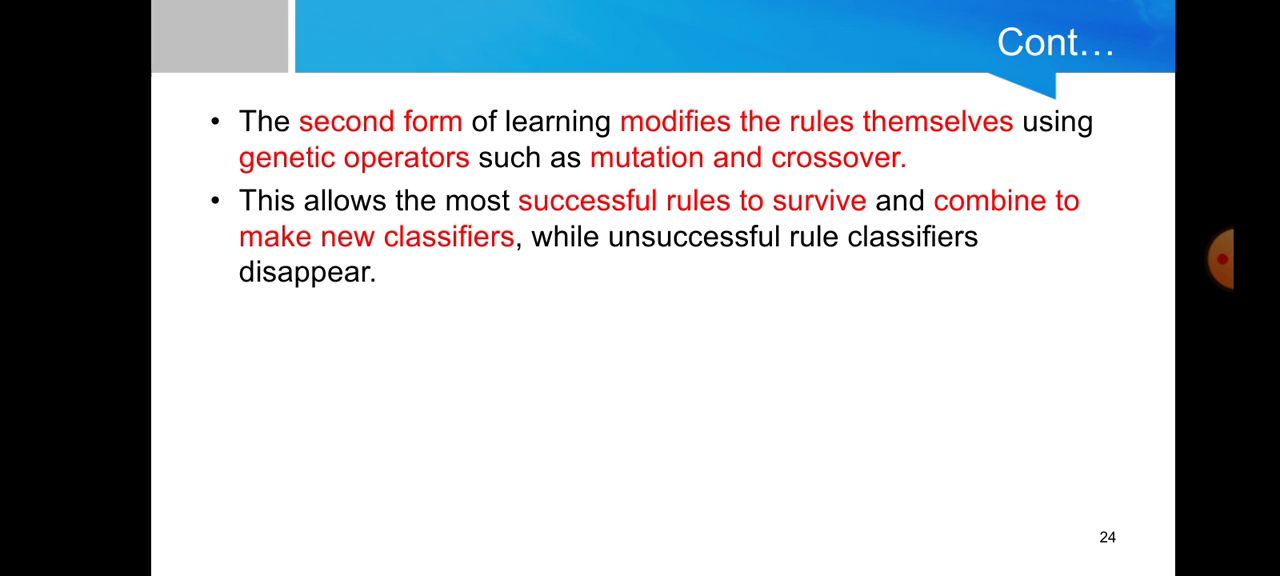 Cont…
• The second form of learning modifies the rules themselves using
genetic operators such as mutation and crossover.
• This allows the most successful rules to survive and combine to
make new classifiers, while unsuccessful rule classifiers
disappear.
24